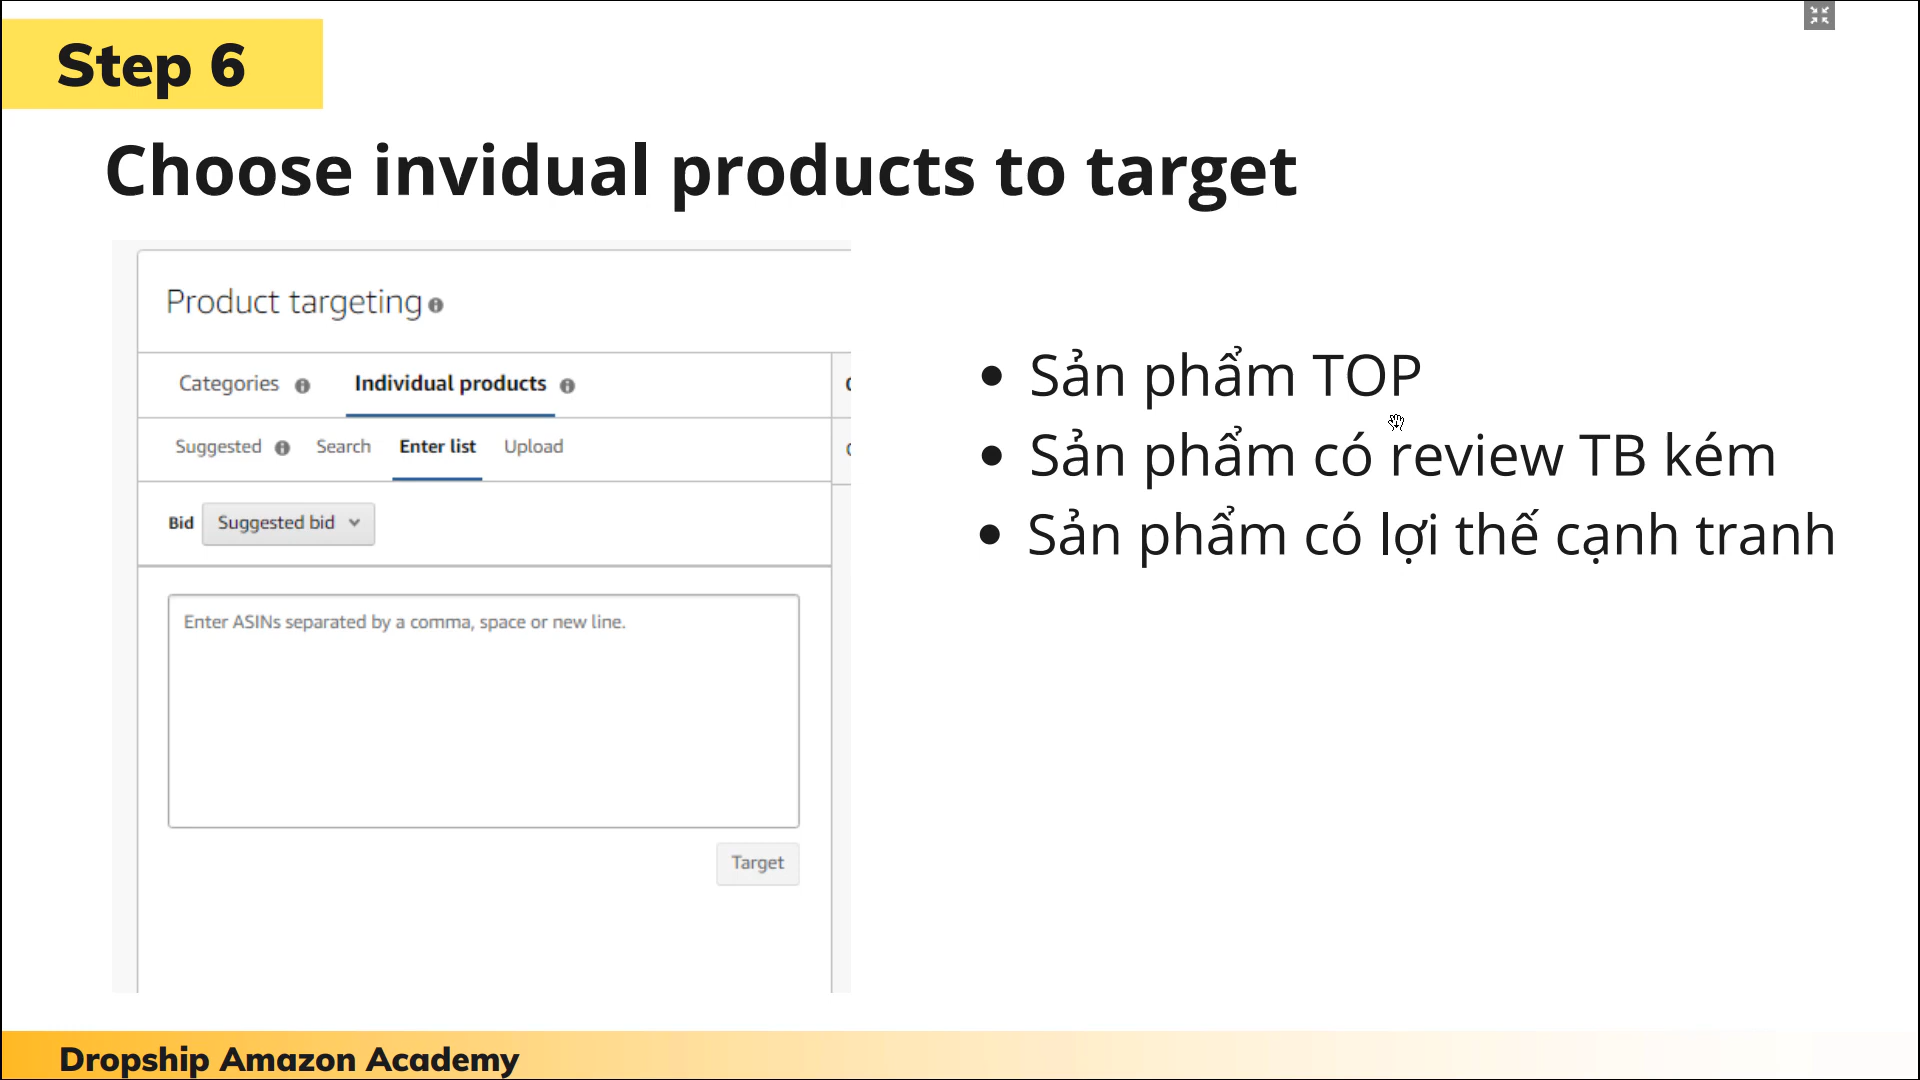 Step 6
Choose invidual products to target
Product targeting
Categories Individual products
Suggested Search Enter list Upload
Bid Suggested bid
Enter ASINs separated by a comma, space or new line.
Target
• Sản phẩm TOP
• Sản phẩm có review TB kém
• Sản phẩm có lợi thế cạnh tranh
Dropship Amazon Academy